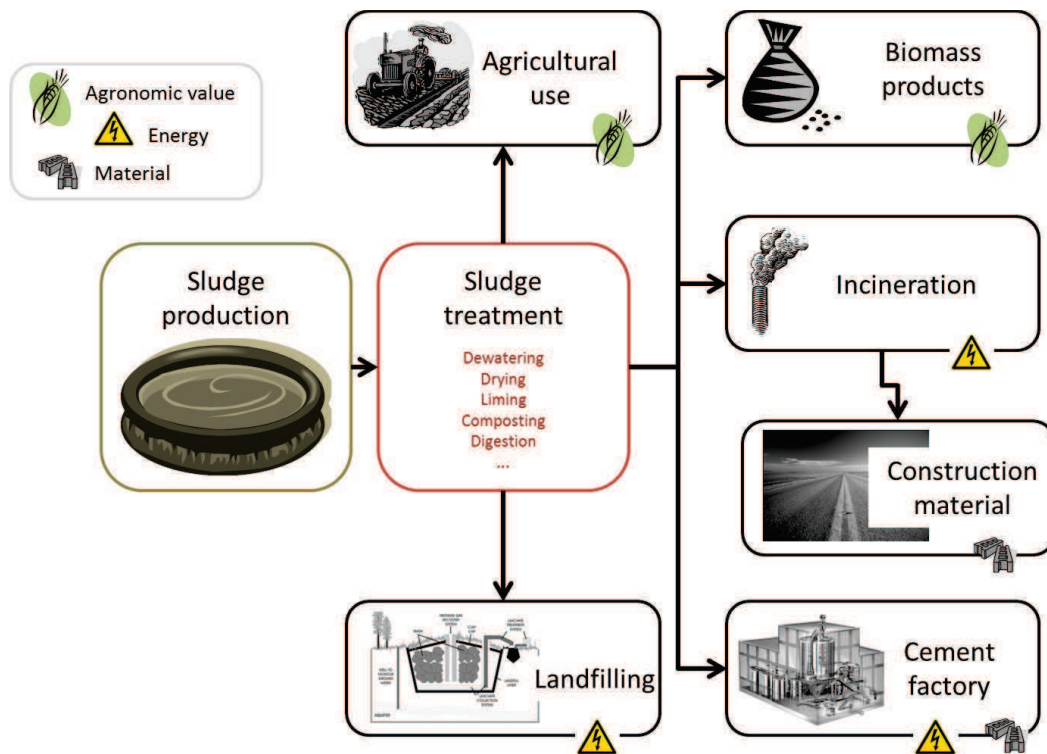 Agronomic value
Energy
Material
Agricultural
use
Biomass
products
Sludge
production
Sludge
treatment
Dewatering
Drying
Liming
Composting
Digestion
...
Incineration
Construction
material
Landfilling
Cement
factory